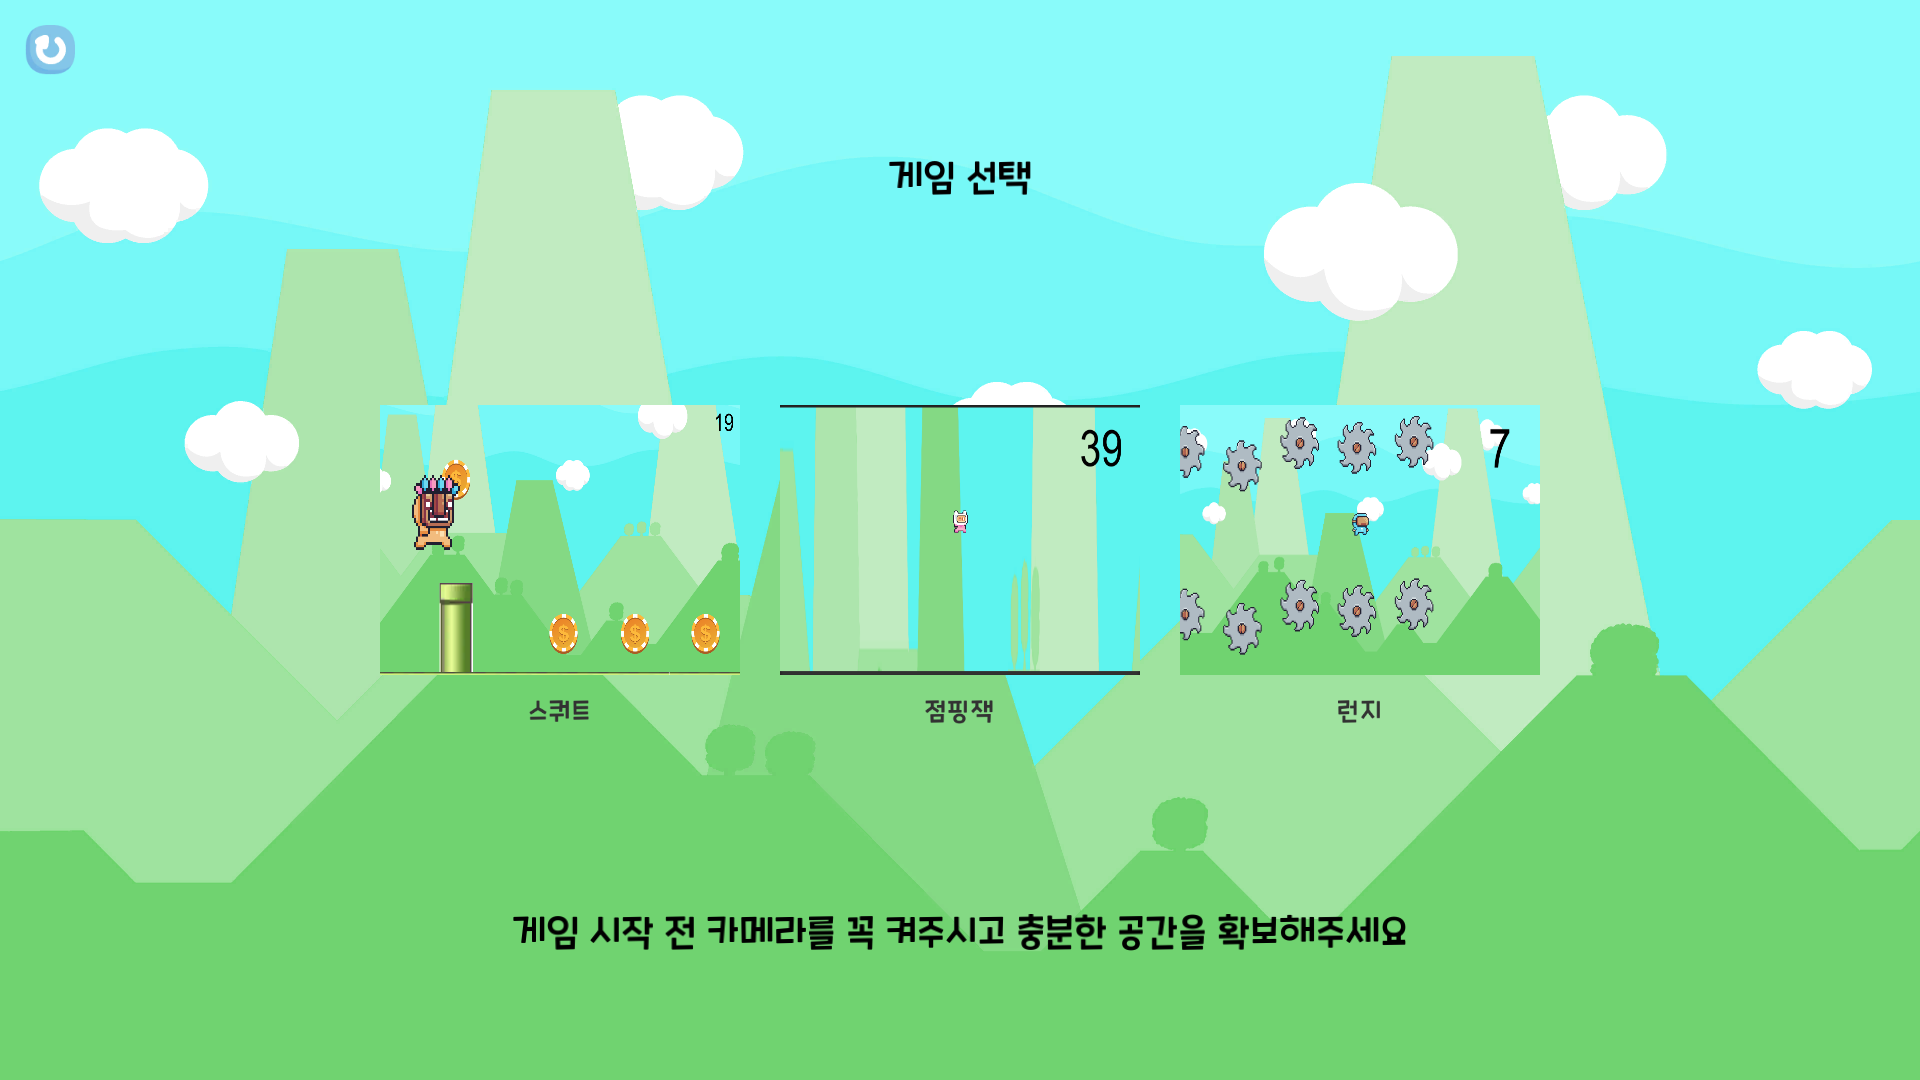 게임 선택
19
39
7
스쿼트
점핑잭
런지
게임 시작 전 카메라를 꼭 켜주시고 충분한 공간을 확보해주세요